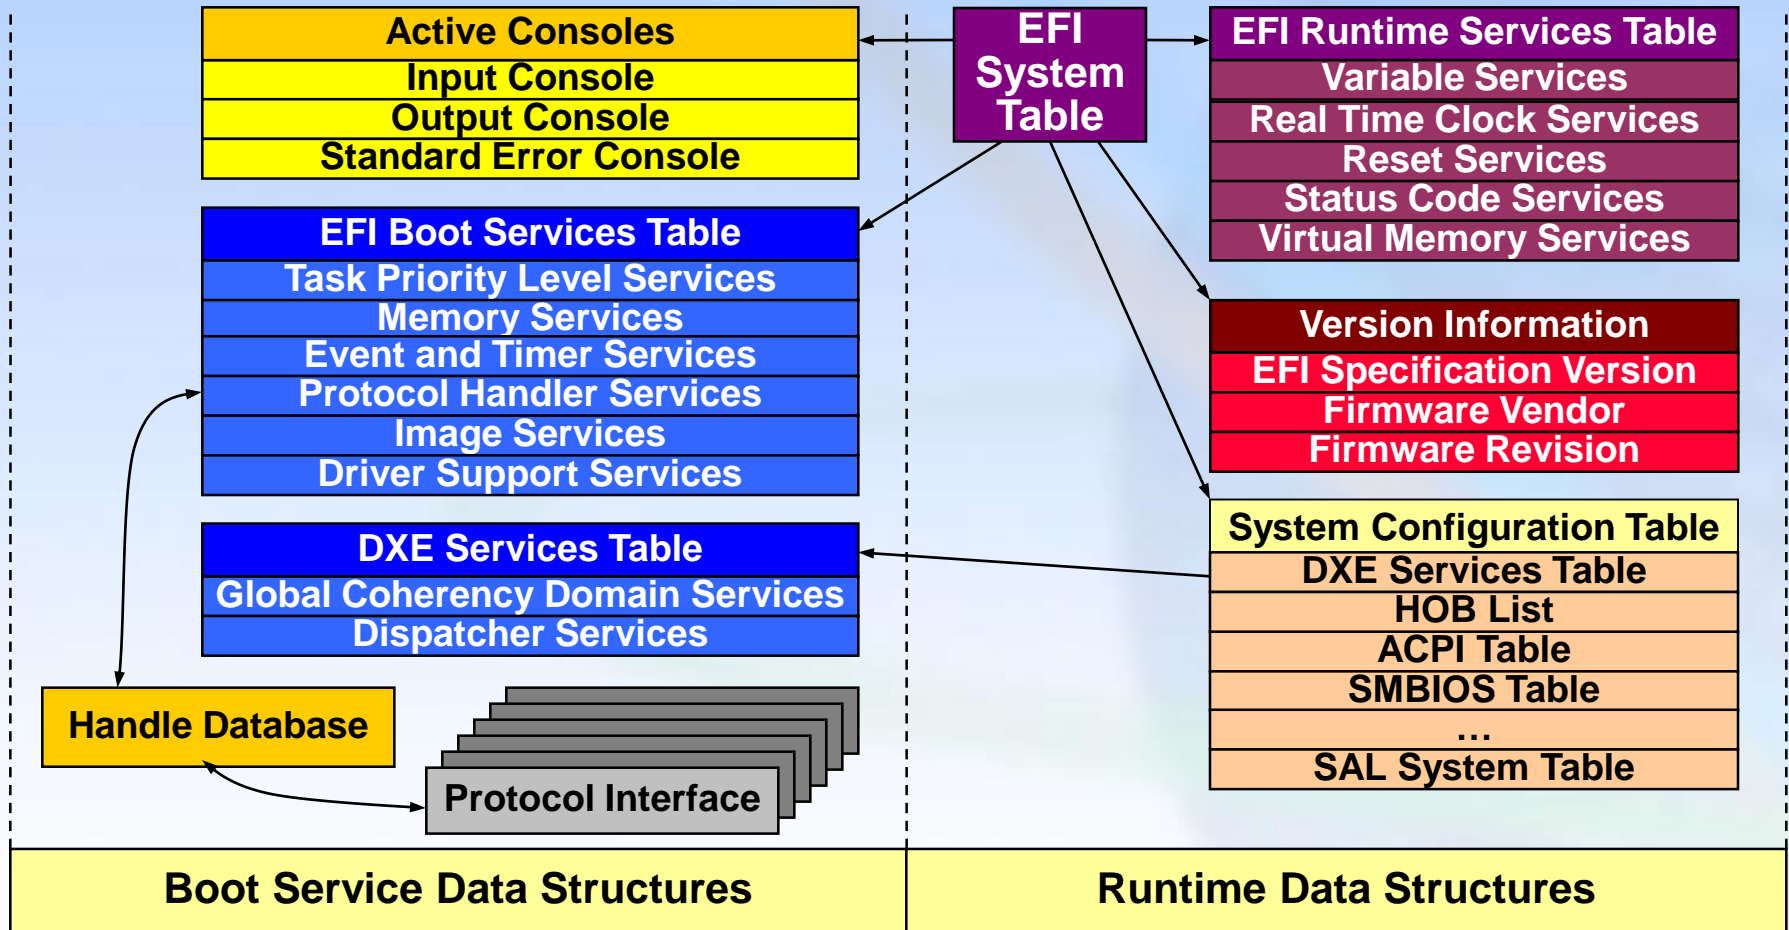 Active Consoles
Input Console
Output Console
Standard Error Console
EFI
System
Table
EFI Runtime Services Table
Variable Services
Real Time Clock Services
Reset Services
Status Code Services
Virtual Memory Services
EFI Boot Services Table
Task Priority Level Services
Memory Services
Event and Timer Services
Protocol Handler Services
Image Services
Driver Support Services
Version Information
EFI Specification Version
Firmware Vendor
Firmware Revision
DXE Services Table
Global Coherency Domain Services
Dispatcher Services
System Configuration Table
DXE Services Table
HOB List
ACPI Table
SMBIOS Table
…
SAL System Table
Handle Database
Protocol Interface
Boot Service Data Structures
Runtime Data Structures